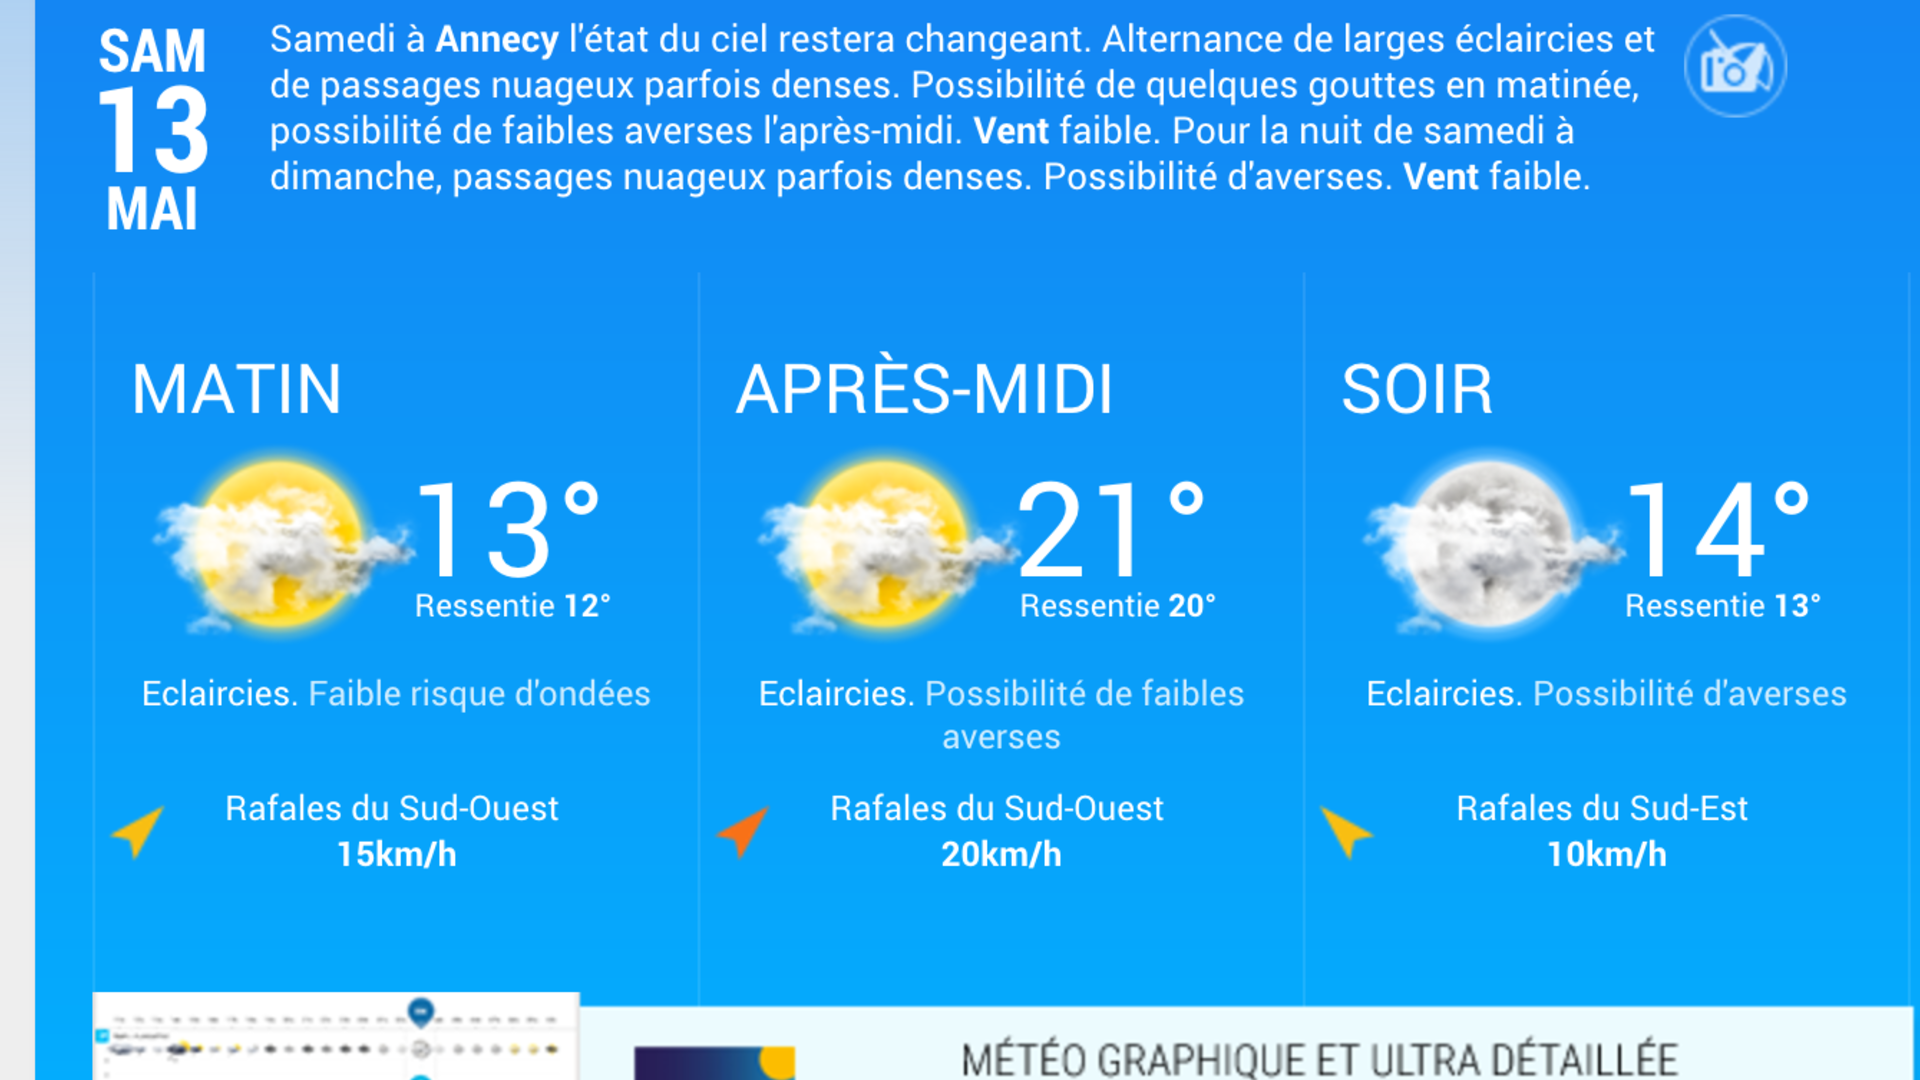 SAM
13
MAI
Samedi à Annecy l'état du ciel restera changeant. Alternance de larges éclaircies et
de passages nuageux parfois denses. Possibilité de quelques gouttes en matinée,
possibilité de faibles averses l'après-midi. Vent faible. Pour la nuit de samedi à
dimanche, passages nuageux parfois denses. Possibilité d'averses. Vent faible.
MATIN
13°
Ressentie 12°
Eclaircies. Faible risque d'ondées
Rafales du Sud-Ouest
15km/h
APRÈS-MIDI
21°
Ressentie 20°
Eclaircies. Possibilité de faibles
averses
Rafales du Sud-Ouest
20km/h
SOIR
14°
Ressentie 13°
Eclaircies. Possibilité d'averses
Rafales du Sud-Est
10km/h
MÉTÉO GRAPHIQUE ET ULTRA DÉTAILLÉE